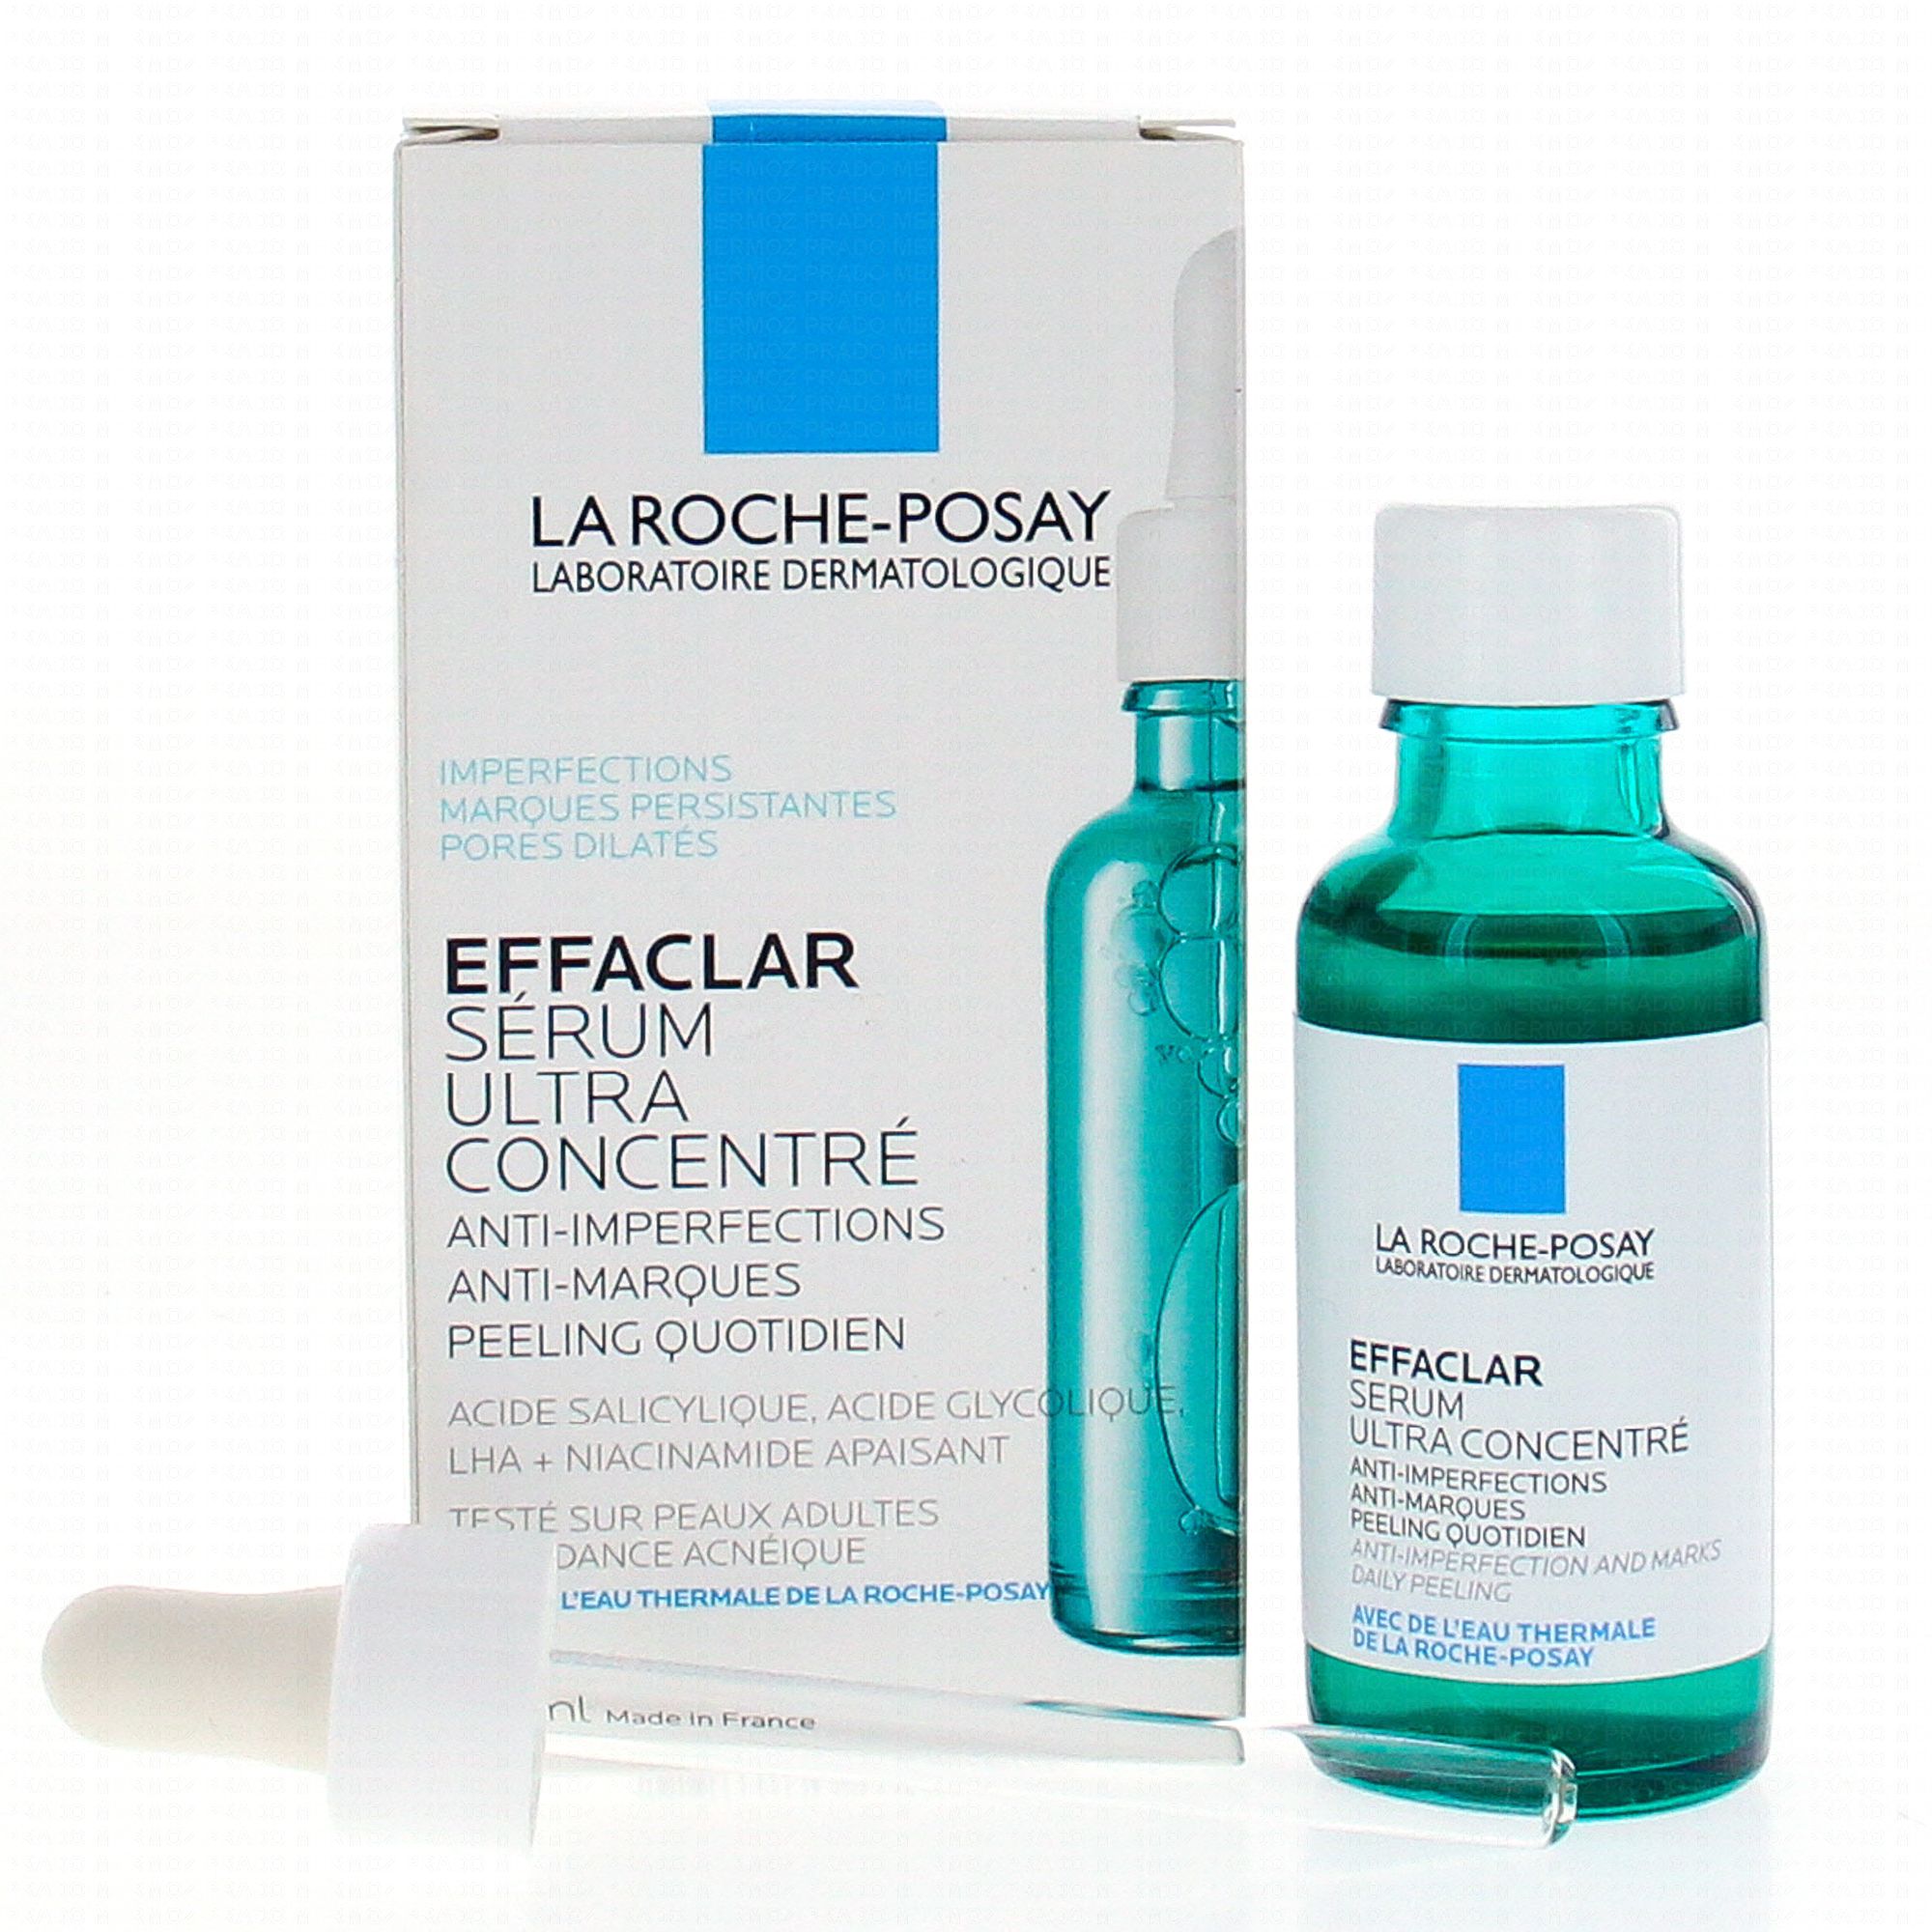 LA ROCHE-POSAY
LABORATOIRE DERMATOLOGIQUE
IMPERFECTIONS
MARQUES PERSISTANTES
PORES DILATÉS
EFFACLAR
SÉRUM
ULTRA
CONCENTRÉ
ANTI-IMPERFECTIONS
ANTI-MARQUES
PEELING QUOTIDIEN
ACIDE SALICYLIQUE, ACIDE GLYCOLIQUE,
LHA + NIACINAMIDE APAISANT
TESTÉ SUR PEAUX ADULTES
DANCE ACNÉIQUE
L'EAU THERMALE DE LA ROCHE-POSAY
ml Made in France
LA ROCHE-POSAY
LABORATOIRE DERMATOLOGIQUE
EFFACLAR
SERUM
ULTRA CONCENTRÉ
ANTI-IMPERFECTIONS
ANTI-MARQUES
PEELING QUOTIDIEN
ANTI-IMPERFECTION AND MARKS
DAILY PEELING
AVEC DE L'EAU THERMALE
DE LA ROCHE-POSAY